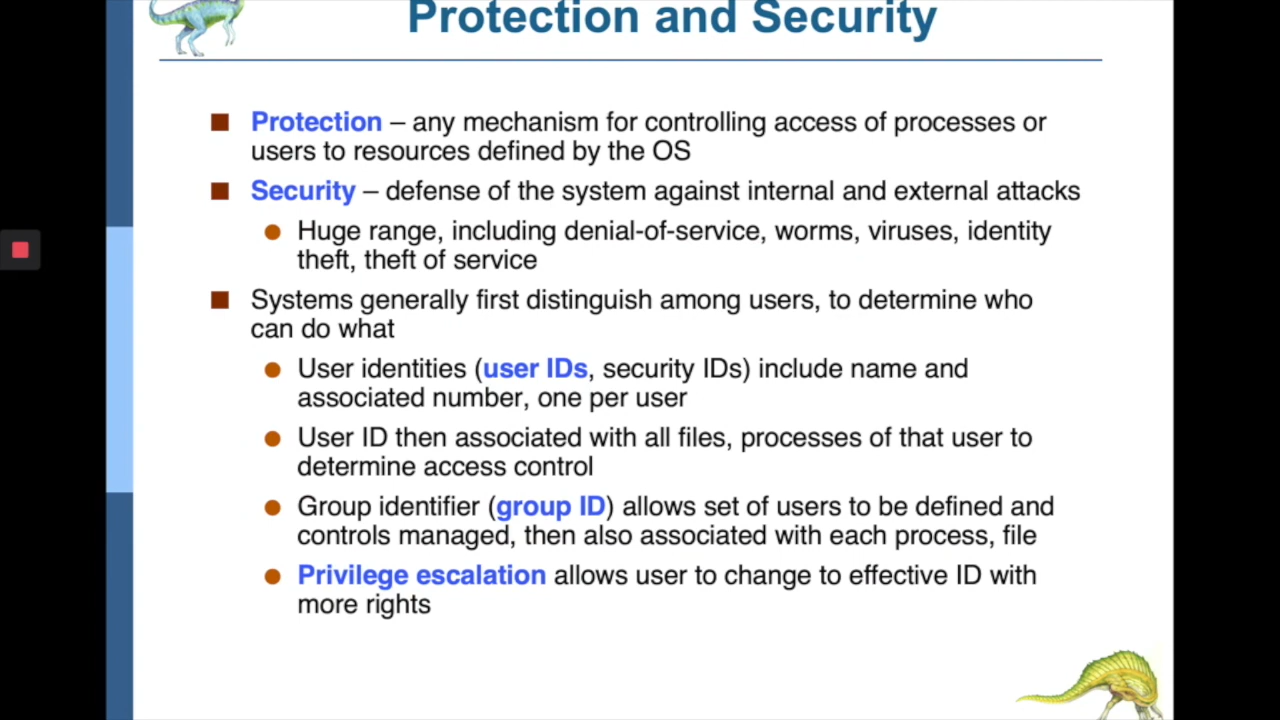 Protection and Security
Protection – any mechanism for controlling access of processes or
users to resources defined by the OS
Security – defense of the system against internal and external attacks
Huge range, including denial-of-service, worms, viruses, identity
theft, theft of service
Systems generally first distinguish among users, to determine who
can do what
User identities (user IDs, security IDs) include name and
associated number, one per user
User ID then associated with all files, processes of that user to
determine access control
Group identifier (group ID) allows set of users to be defined and
controls managed, then also associated with each process, file
Privilege escalation allows user to change to effective ID with
more rights